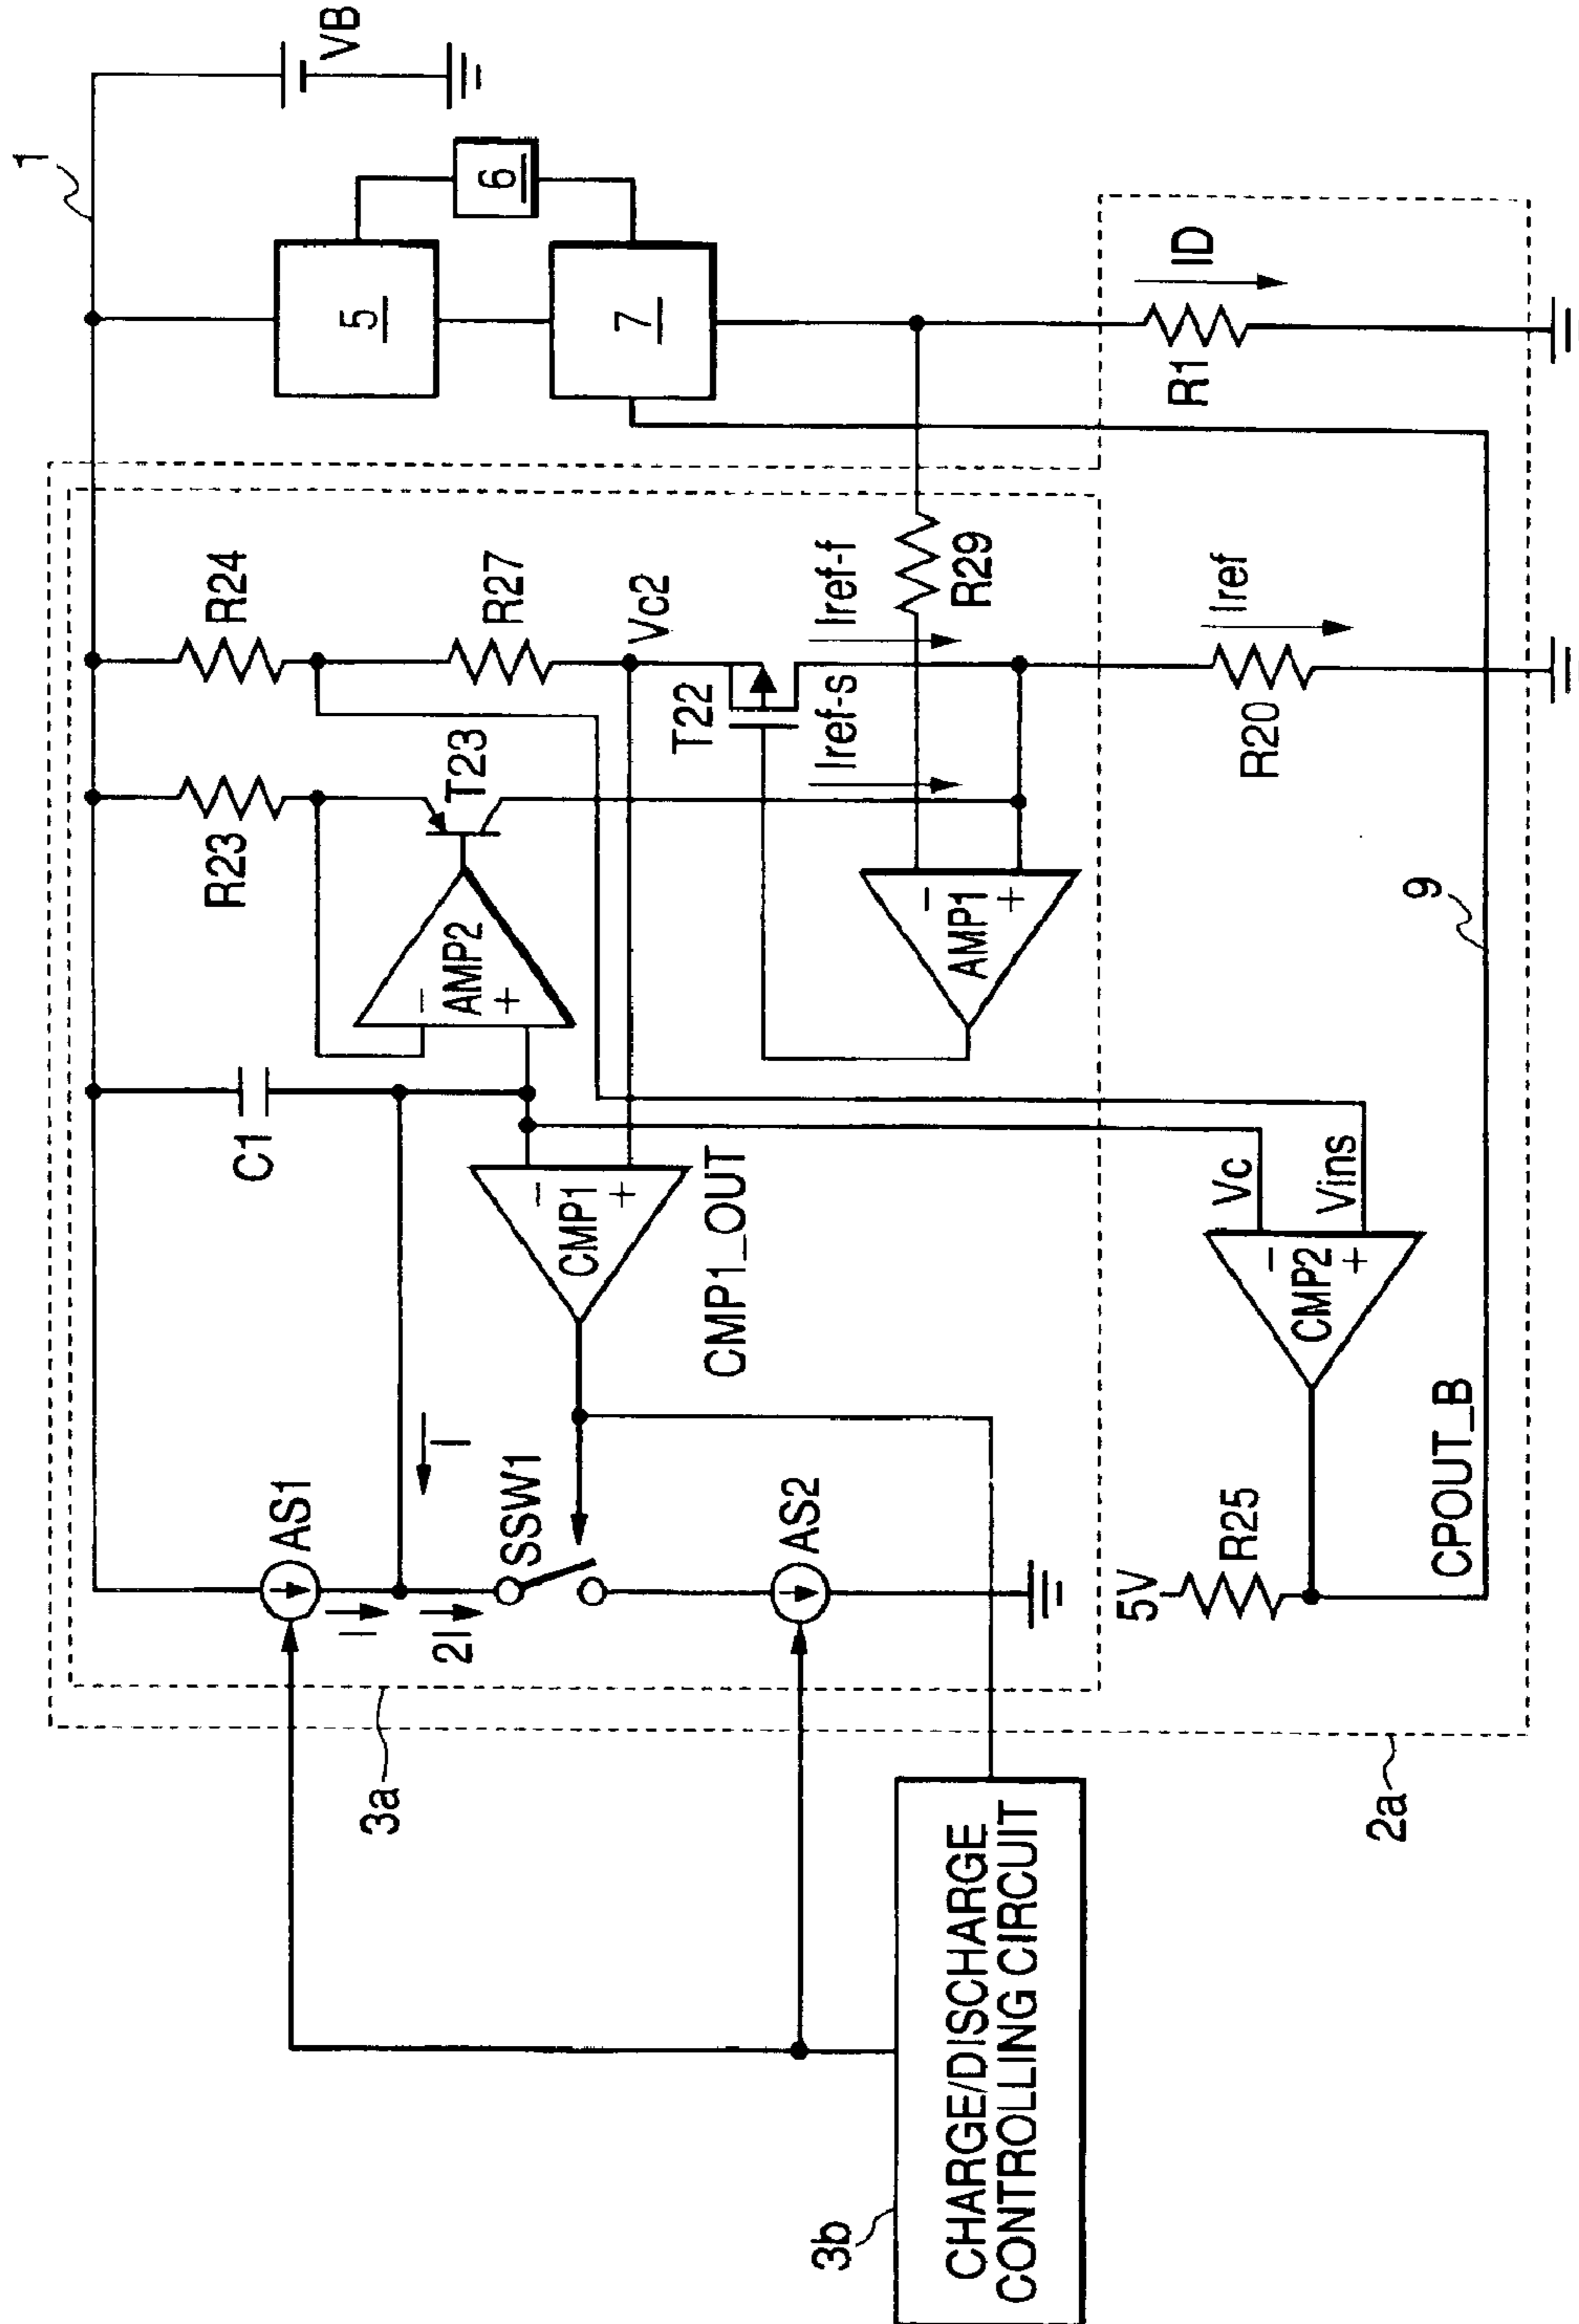 1
VB
5
6
7
ID
R1
R24
R27
Vc2
Iref-f
R29
Iref
R23
T23
T22
Iref-s
R20
AMP2
−
+
AMP1
−
+
9
C1
CMP1
−
+
CMP1_OUT
Vc
Vins
CMP2
−
+
AS1
I
I
2I
SSW1
AS2
5V
R25
CPOUT_B
3a
2a
3b
CHARGE/DISCHARGE
CONTROLLING CIRCUIT